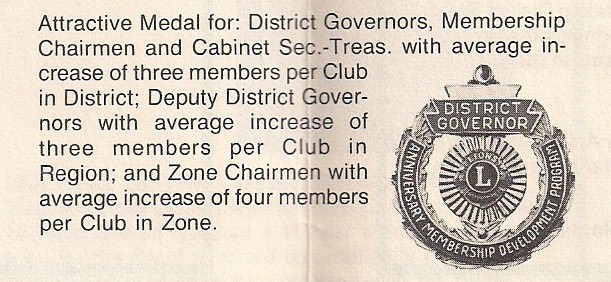 Attractive Medal for: District Governors, Membership
Chairmen and Cabinet Sec.-Treas. with average in-
crease of three members per Club
in District; Deputy District Gover-
nors with average increase of
three members per Club in
Region; and Zone Chairmen with
average increase of four members
per Club in Zone.
DISTRICT
GOVERNOR
LIONS
L
ANNIVERSARY MEMBERSHIP DEVELOPMENT PROGRAM